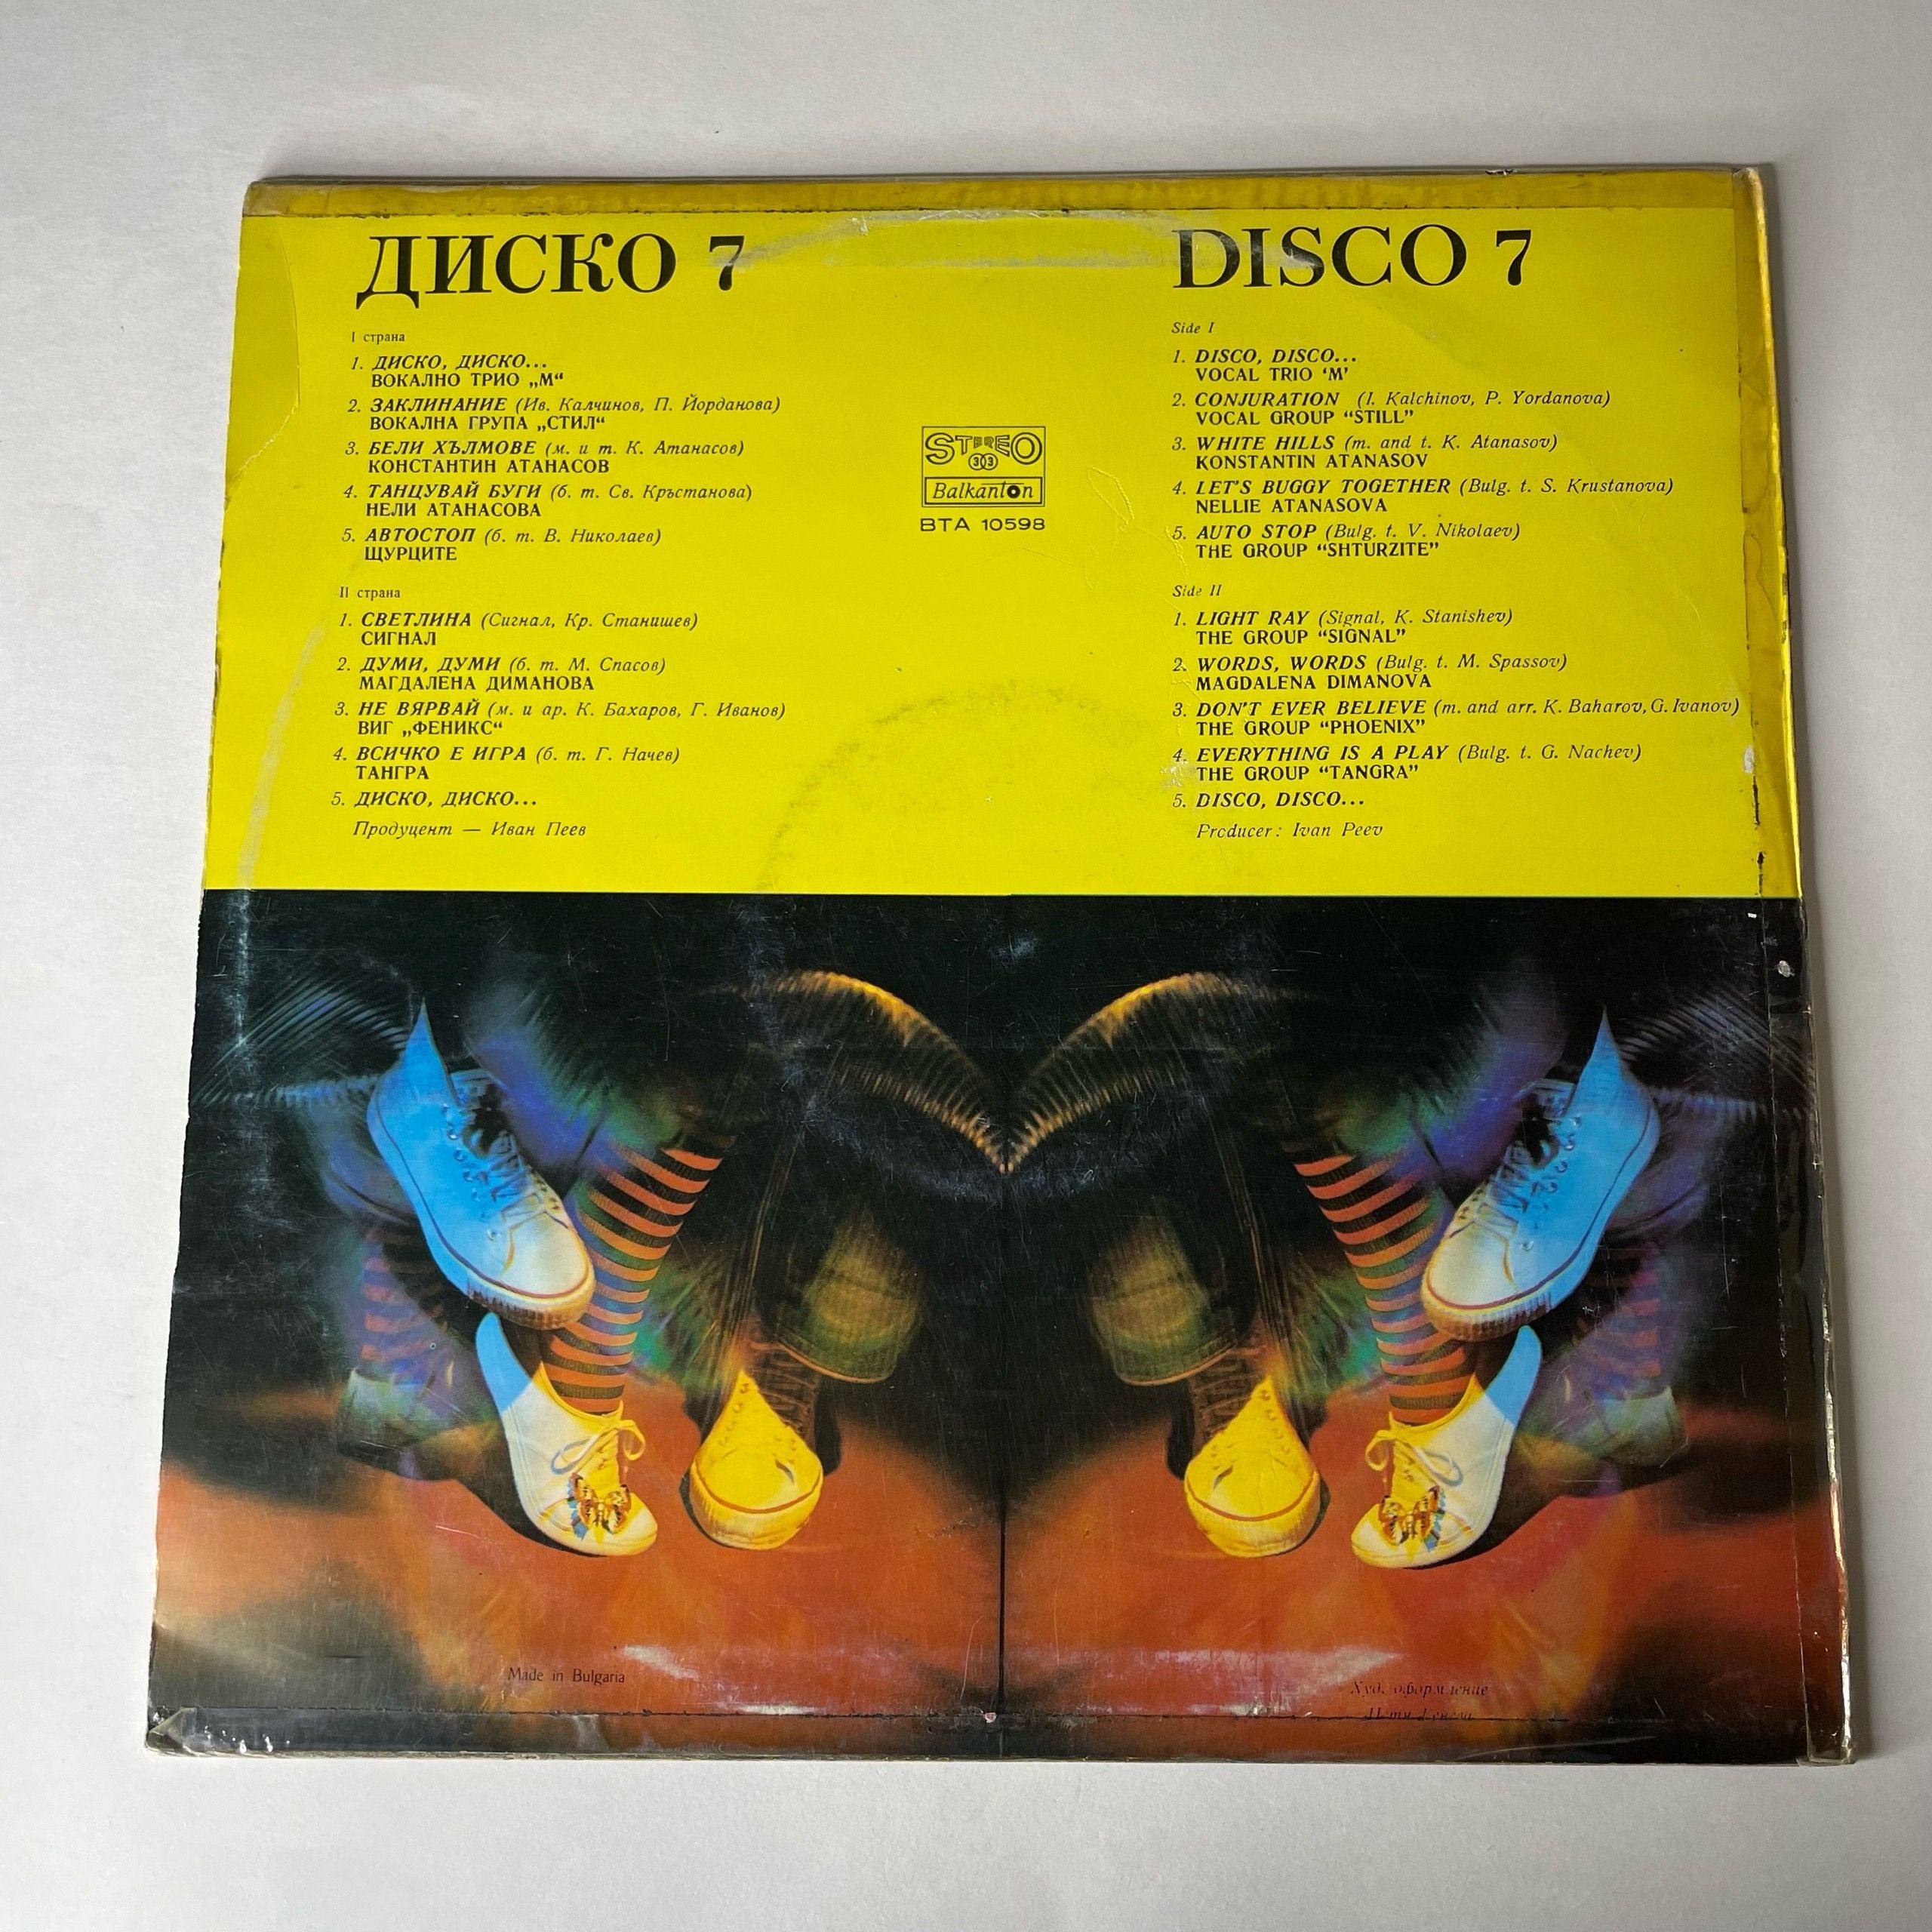 ДИСКО 7
I страна
1. ДИСКО, ДИСКО...
ВОКАЛНО ТРИО „М“
2. ЗАКЛИНАНИЕ (Ив. Калчинов, П. Йорданова)
ВОКАЛНА ГРУПА „СТИЛ“
3. БЕЛИ ХЪЛМОВЕ (м. и т. К. Атанасов)
КОНСТАНТИН АТАНАСОВ
4. ТАНЦУВАЙ БУГИ (б. т. Св. Кръстанова)
НЕЛИ АТАНАСОВА
5. АВТОСТОП (б. т. В. Николаев)
ЩУРЦИТЕ
II страна
1. СВЕТЛИНА (Сигнал, Кр. Станишев)
СИГНАЛ
2. ДУМИ, ДУМИ (б. т. М. Спасов)
МАГДАЛЕНА ДИМАНОВА
3. НЕ ВЯРВАЙ (м. и ар. К. Бахаров, Г. Иванов)
ВИГ „ФЕНИКС“
4. ВСИЧКО Е ИГРА (б. т. Г. Начев)
ТАНГРА
5. ДИСКО, ДИСКО...
Продуцент — Иван Пеев
STEREO
33
Balkanton
ВТА 10598
DISCO 7
Side I
1. DISCO, DISCO...
VOCAL TRIO ‘M’
2. CONJURATION (I. Kalchinov, P. Yordanova)
VOCAL GROUP “STILL”
3. WHITE HILLS (m. and t. K. Atanasov)
KONSTANTIN ATANASOV
4. LET'S BUGGY TOGETHER (Bulg. t. S. Krustanova)
NELLIE ATANASOVA
5. AUTO STOP (Bulg. t. V. Nikolaev)
THE GROUP “SHTURZITE”
Side II
1. LIGHT RAY (Signal, K. Stanishev)
THE GROUP “SIGNAL”
2. WORDS, WORDS (Bulg. t. M. Spassov)
MAGDALENA DIMANOVA
3. DON'T EVER BELIEVE (m. and arr. K. Baharov, G. Ivanov)
THE GROUP “PHOENIX”
4. EVERYTHING IS A PLAY (Bulg. t. G. Nachev)
THE GROUP “TANGRA”
5. DISCO, DISCO...
Producer: Ivan Peev
Made in Bulgaria
Худ. оформление